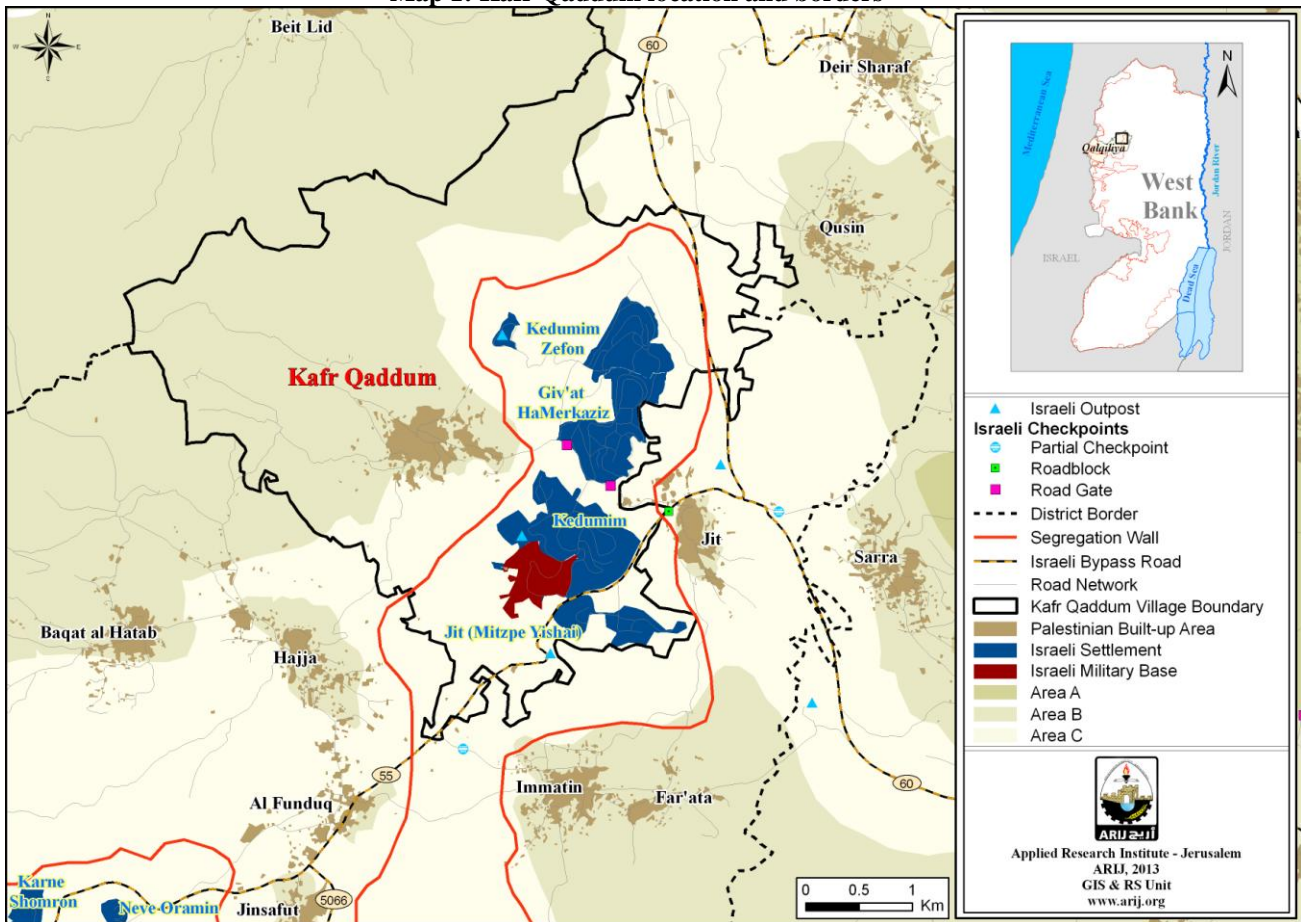 Map 1: Kafr Qaddum location and borders
Beit Lid
60
Deir Sharaf
Qusin
Kedumim
Zefon
Kafr Qaddum
Giv'at
HaMerkaziz
Kedumim
Jit
Sarra
Baqat al Hatab
Hajja
Jit (Mitzpe Yishai)
55
Immatin
Far'ata
60
Al Funduq
Karne
Shomron
Neve Oramin
Jinsafut
5066
0 0.5 1
Km
N
Mediterranean Sea
Qalqiliya
West
Bank
Jordan River
JORDAN
ISRAEL
Dead Sea
Israeli Outpost
Israeli Checkpoints
Partial Checkpoint
Roadblock
Road Gate
District Border
Segregation Wall
Israeli Bypass Road
Road Network
Kafr Qaddum Village Boundary
Palestinian Built-up Area
Israeli Settlement
Israeli Military Base
Area A
Area B
Area C
ARIJ أريج
Applied Research Institute - Jerusalem
ARIJ, 2013
GIS & RS Unit
www.arij.org